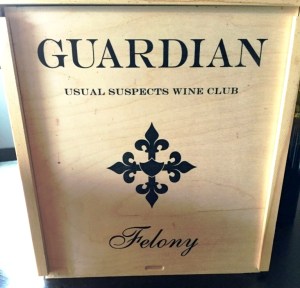 GUARDIAN
USUAL SUSPECTS WINE CLUB
Felony